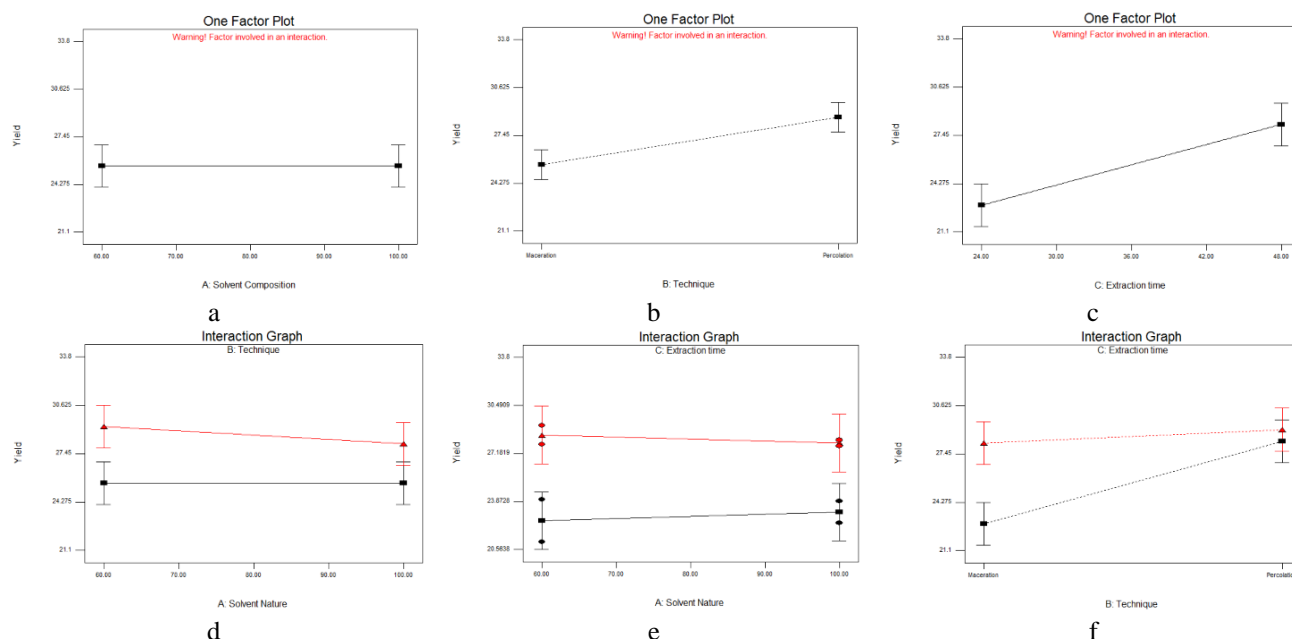 One Factor Plot
Warning! Factor involved in an interaction.
33.8
30.625
27.45
24.275
21.1
Yield
60.00 70.00 80.00 90.00 100.00
A: Solvent Composition
a
One Factor Plot
Warning! Factor involved in an interaction.
33.8
30.625
27.45
24.275
21.1
Yield
Maceration Percolation
B: Technique
b
One Factor Plot
Warning! Factor involved in an interaction.
33.8
30.625
27.45
24.275
21.1
Yield
24.00 30.00 36.00 42.00 48.00
C: Extraction time
c
Interaction Graph
B: Technique
33.8
30.625
27.45
24.275
21.1
Yield
60.00 70.00 80.00 90.00 100.00
A: Solvent Nature
d
Interaction Graph
C: Extraction time
33.8
30.4909
27.1819
23.8728
20.5638
Yield
60.00 70.00 80.00 90.00 100.00
A: Solvent Nature
e
Interaction Graph
C: Extraction time
33.8
30.625
27.45
24.275
21.1
Yield
Maceration Percolation
B: Technique
f